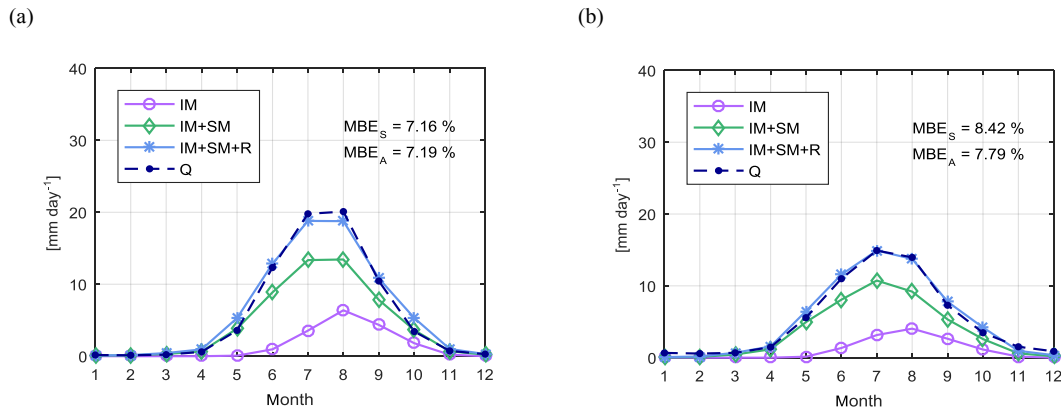 (a)
40
30
20
10
0
[mm day-1]
IM
IM+SM
IM+SM+R
Q
MBES = 7.16 %
MBEA = 7.19 %
1 2 3 4 5 6 7 8 9 10 11 12
Month
(b)
40
30
20
10
0
[mm day-1]
IM
IM+SM
IM+SM+R
Q
MBES = 8.42 %
MBEA = 7.79 %
1 2 3 4 5 6 7 8 9 10 11 12
Month